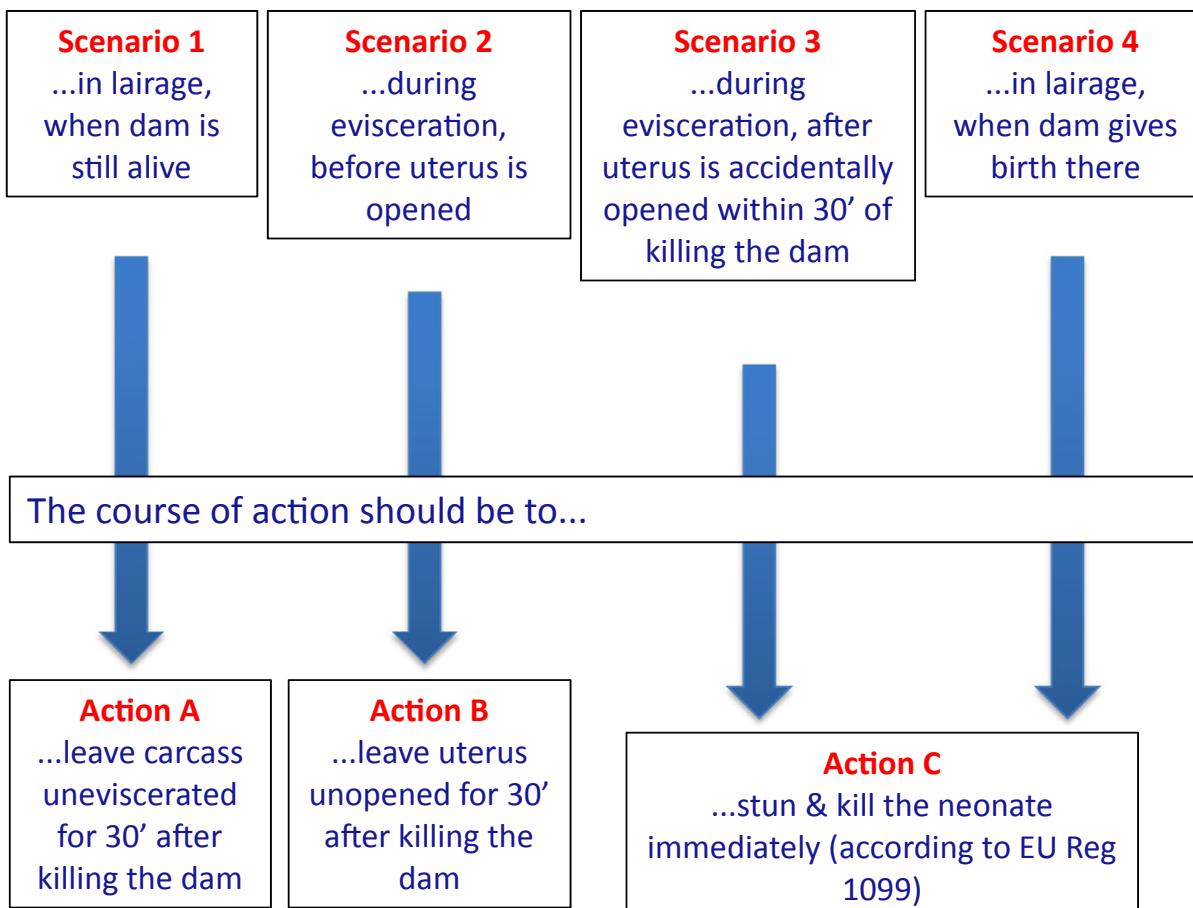 Scenario 1
...in lairage,
when dam is
still alive
Scenario 2
...during
evisceration,
before uterus is
opened
Scenario 3
...during
evisceration, after
uterus is accidentally
opened within 30’ of
killing the dam
Scenario 4
...in lairage,
when dam gives
birth there
The course of action should be to...
Action A
...leave carcass
uneviscerated
for 30’ after
killing the dam
Action B
...leave uterus
unopened for 30’
after killing the
dam
Action C
...stun & kill the neonate
immediately (according to EU Reg
1099)